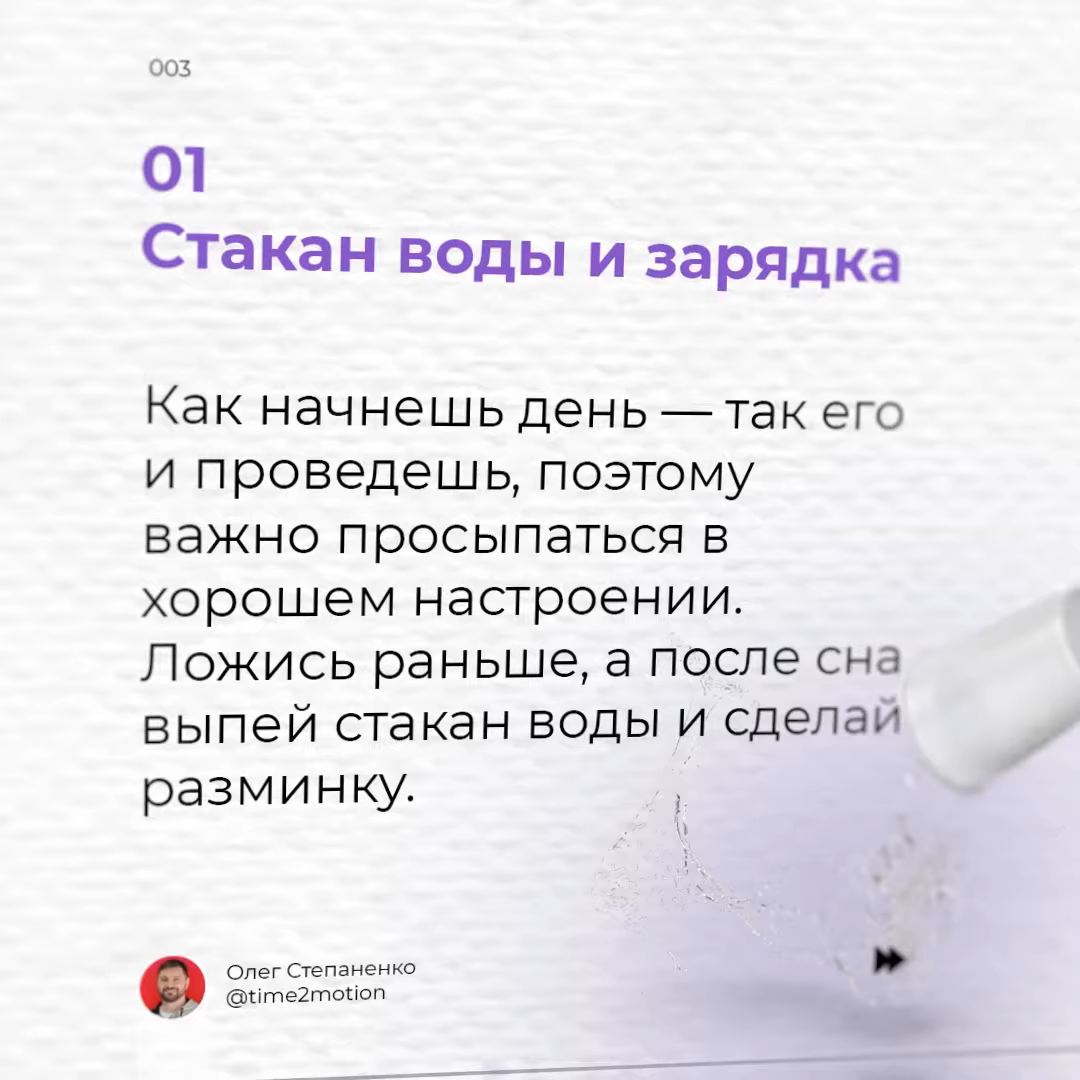 003
01
Стакан воды и зарядка
Как начнешь день — так его
и проведешь, поэтому
важно просыпаться в
хорошем настроении.
Ложись раньше, а после сна
выпей стакан воды и сделай
разминку.
Олег Степаненко
@time2motion